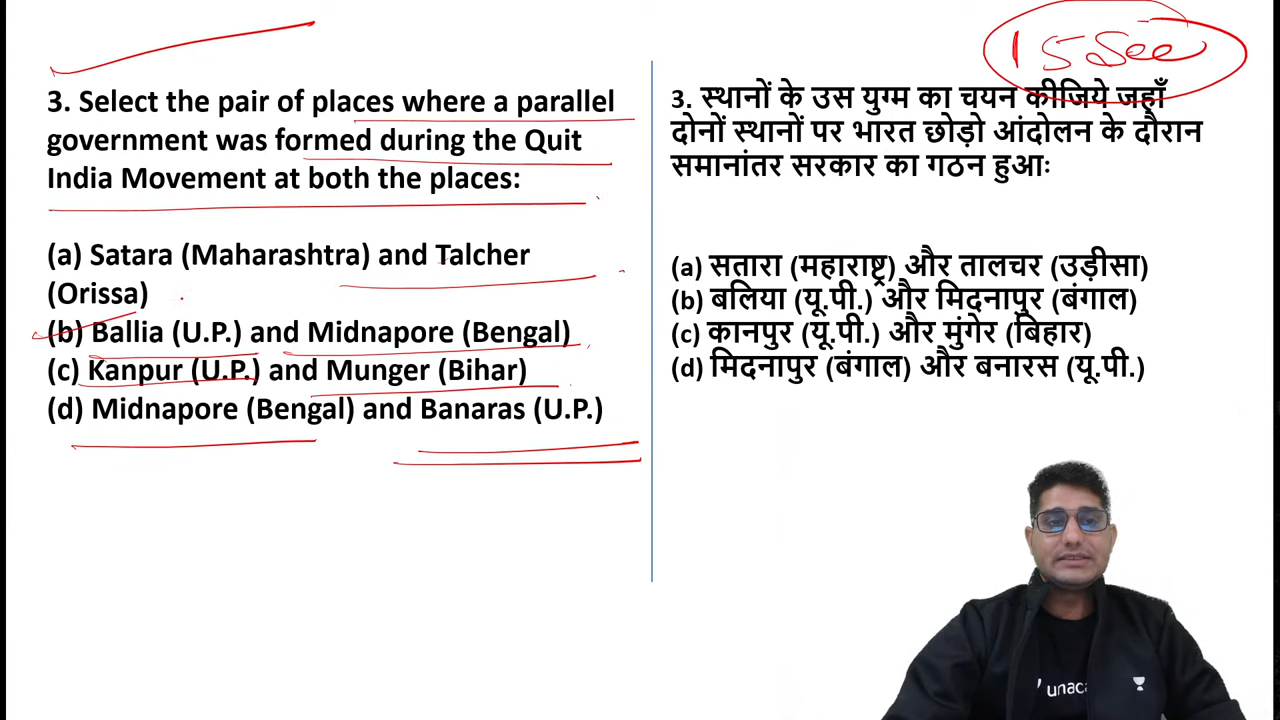 15 See
3. Select the pair of places where a parallel
government was formed during the Quit
India Movement at both the places:
(a) Satara (Maharashtra) and Talcher
(Orissa)
(b) Ballia (U.P.) and Midnapore (Bengal)
(c) Kanpur (U.P.) and Munger (Bihar)
(d) Midnapore (Bengal) and Banaras (U.P.)
3. स्थानों के उस युग्म का चयन कीजिये जहाँ
दोनों स्थानों पर भारत छोड़ो आंदोलन के दौरान
समानांतर सरकार का गठन हुआः
(a) सतारा (महाराष्ट्र) और तालचर (उड़ीसा)
(b) बलिया (यू.पी.) और मिदनापुर (बंगाल)
(c) कानपुर (यू.पी.) और मुंगेर (बिहार)
(d) मिदनापुर (बंगाल) और बनारस (यू.पी.)
unaca